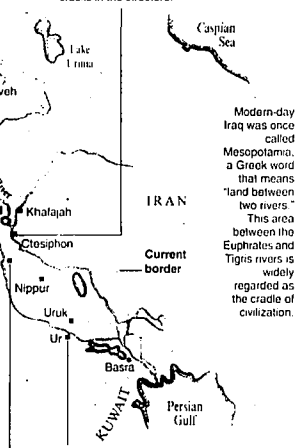 Caspian
Sea
Lake
Urmia
veh
Modern-day
Iraq was once
called
Mesopotamia,
a Greek word
that means
"land between
two rivers."
This area
between the
Euphrates and
Tigris rivers is
widely
regarded as
the cradle of
civilization.
IRAN
Khafajah
Ctesiphon
Current
border
Nippur
Uruk
Ur
Basra
KUWAIT
Persian
Gulf